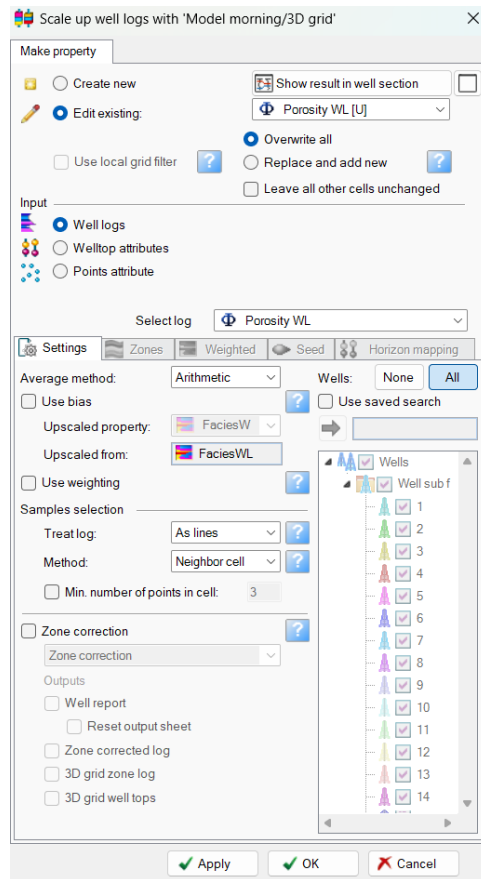 Scale up well logs with 'Model morning/3D grid'
Make property
Create new
Show result in well section
Edit existing:
Porosity WL [U]
Overwrite all
Use local grid filter
?
Replace and add new
?
Leave all other cells unchanged
Input
Well logs
Welltop attributes
Points attribute
Select log
Porosity WL
Settings
Zones
Weighted
Seed
Horizon mapping
Average method:
Arithmetic
Wells:
None
All
Use bias
?
Use saved search
Upscaled property:
FaciesW
Upscaled from:
FaciesWL
Wells
Use weighting
?
Well sub f
Samples selection
1
Treat log:
As lines
?
2
Method:
Neighbor cell
?
3
Min. number of points in cell:
3
4
5
Zone correction
?
6
Zone correction
7
Outputs
8
Well report
9
Reset output sheet
10
Zone corrected log
11
3D grid zone log
12
3D grid well tops
13
14
Apply
OK
Cancel